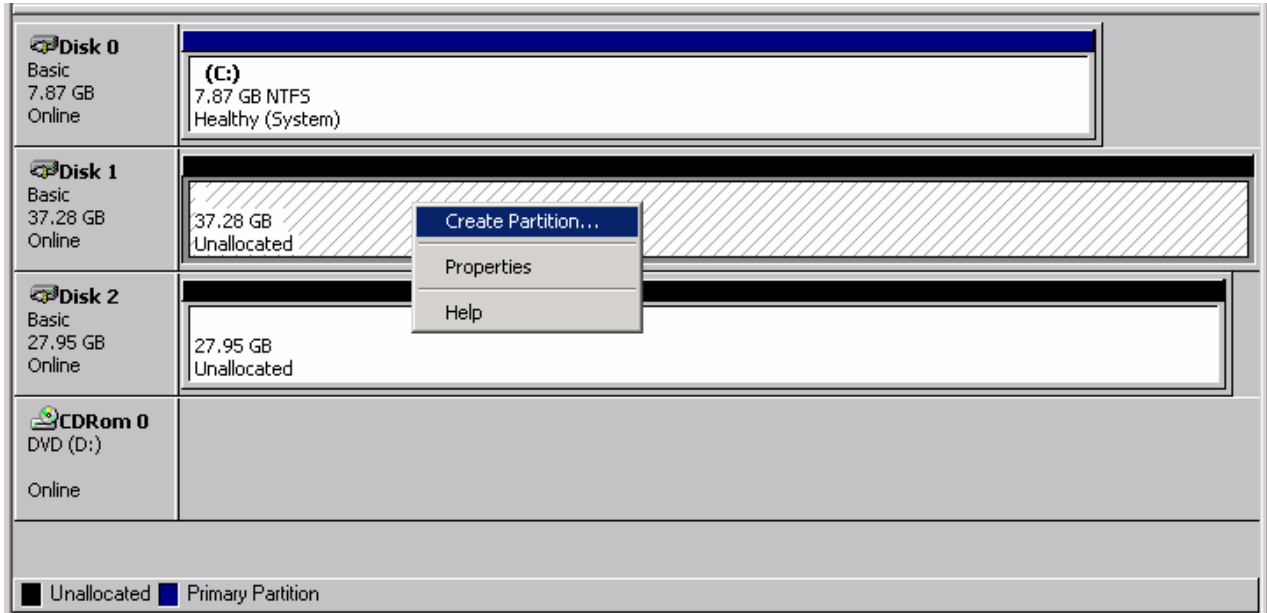 Disk 0
Basic
7.87 GB
Online
(C:)
7.87 GB NTFS
Healthy (System)
Disk 1
Basic
37.28 GB
Online
37.28 GB
Unallocated
Create Partition...
Properties
Help
Disk 2
Basic
27.95 GB
Online
27.95 GB
Unallocated
CDRom 0
DVD (D:)
Online
Unallocated Primary Partition